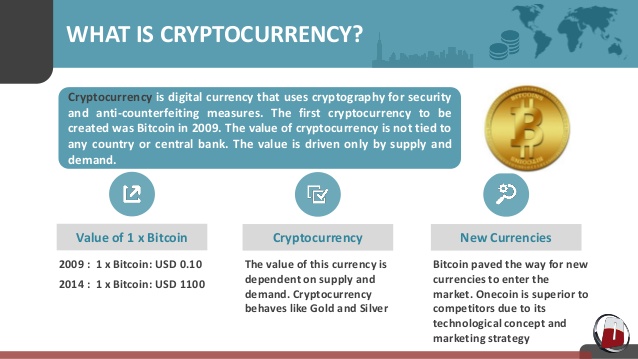 WHAT IS CRYPTOCURRENCY?
Cryptocurrency is digital currency that uses cryptography for security
and anti-counterfeiting measures. The first cryptocurrency to be
created was Bitcoin in 2009. The value of cryptocurrency is not tied to
any country or central bank. The value is driven only by supply and
demand.
Value of 1 x Bitcoin
2009 : 1 x Bitcoin: USD 0.10
2014 : 1 x Bitcoin: USD 1100
Cryptocurrency
The value of this currency is
dependent on supply and
demand. Cryptocurrency
behaves like Gold and Silver
New Currencies
Bitcoin paved the way for new
currencies to enter the
market. Onecoin is superior to
competitors due to its
technological concept and
marketing strategy